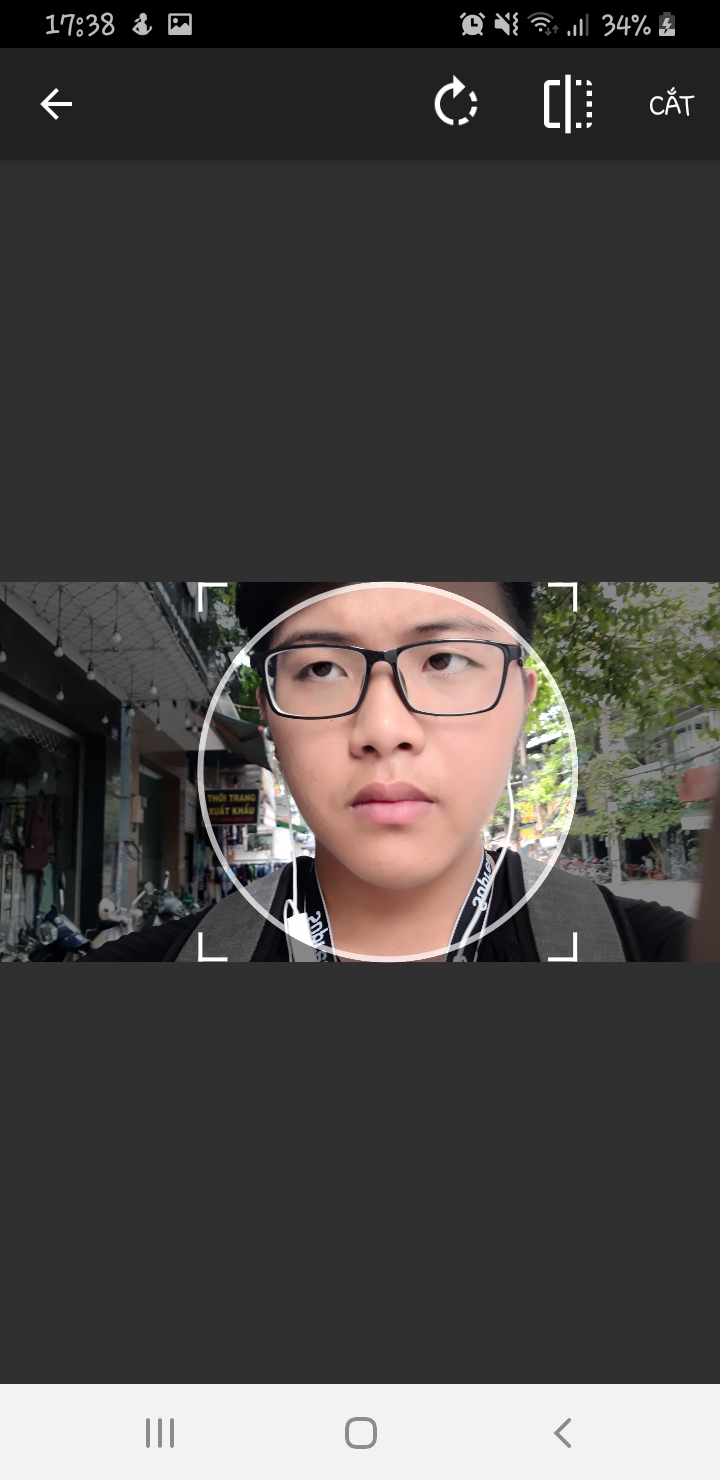 17:38
34%
CẮT
THỜI TRANG
XUẤT KHẨU